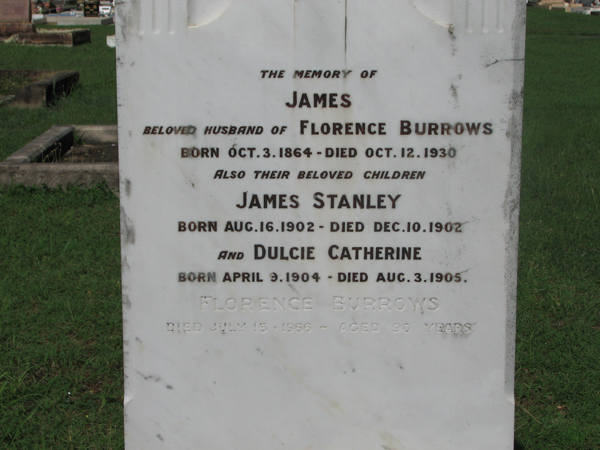 THE MEMORY OF
JAMES
BELOVED HUSBAND OF FLORENCE BURROWS
BORN OCT.3.1864 - DIED OCT.12.1930
ALSO THEIR BELOVED CHILDREN
JAMES STANLEY
BORN AUG.16.1902 - DIED DEC.10.1902
AND DULCIE CATHERINE
BORN APRIL 9.1904 - DIED AUG.3.1905.
FLORENCE BURROWS
DIED JULY 1966 - AGED YEARS